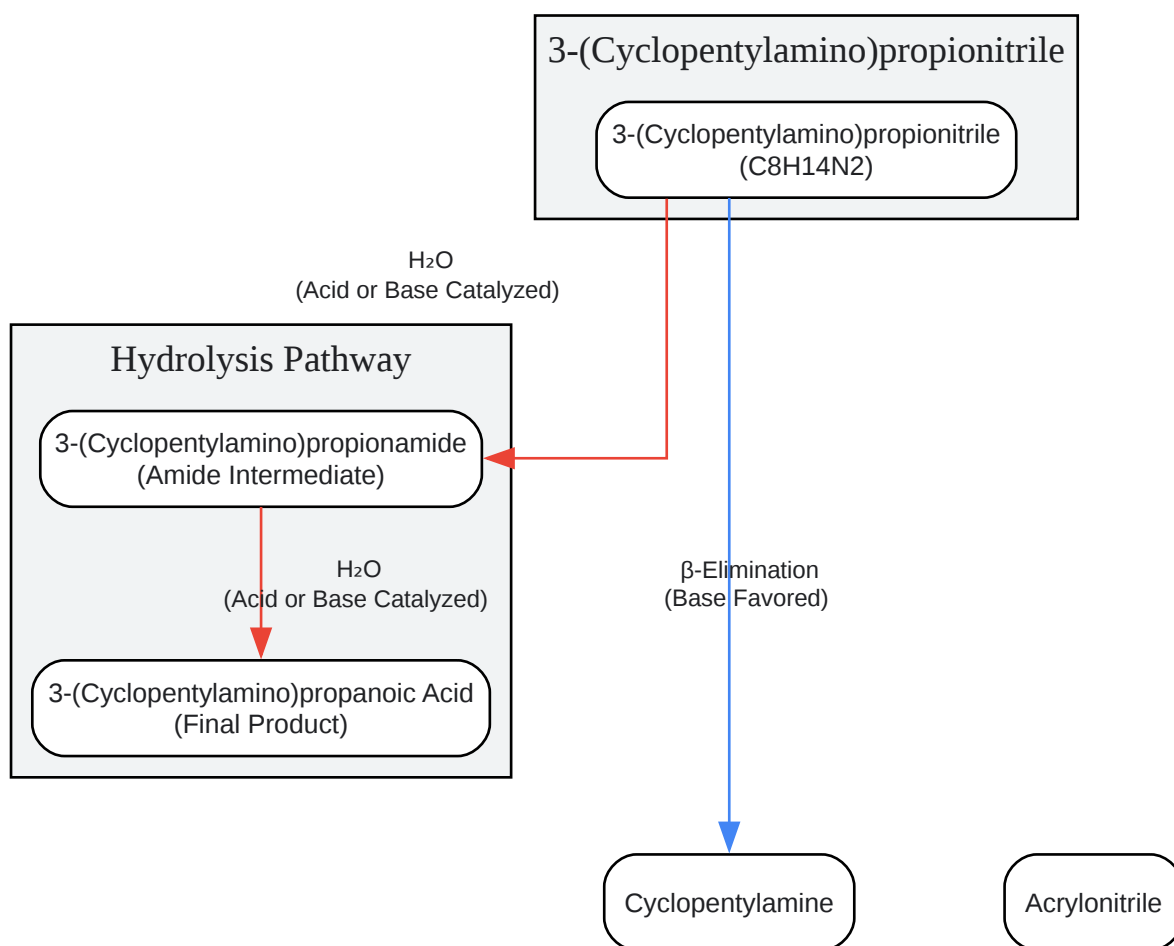 3-(Cyclopentylamino)propionitrile
3-(Cyclopentylamino)propionitrile
(C8H14N2)
H₂O
(Acid or Base Catalyzed)
Hydrolysis Pathway
3-(Cyclopentylamino)propionamide
(Amide Intermediate)
H₂O
(Acid or Base Catalyzed)
β-Elimination
(Base Favored)
3-(Cyclopentylamino)propanoic Acid
(Final Product)
Cyclopentylamine
Acrylonitrile